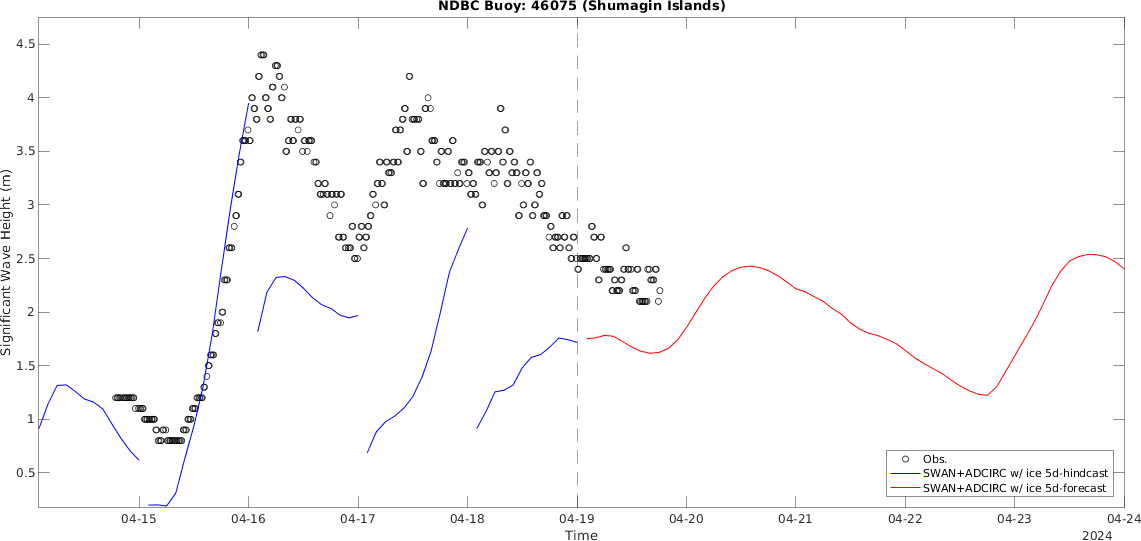 NDBC Buoy: 46075 (Shumagin Islands)
Significant Wave Height (m)
4.5
4
3.5
3
2.5
2
1.5
1
0.5
Obs.
SWAN+ADCIRC w/ ice 5d-hindcast
SWAN+ADCIRC w/ ice 5d-forecast
04-15 04-16 04-17 04-18 04-19 04-20 04-21 04-22 04-23 04-24
Time
2024